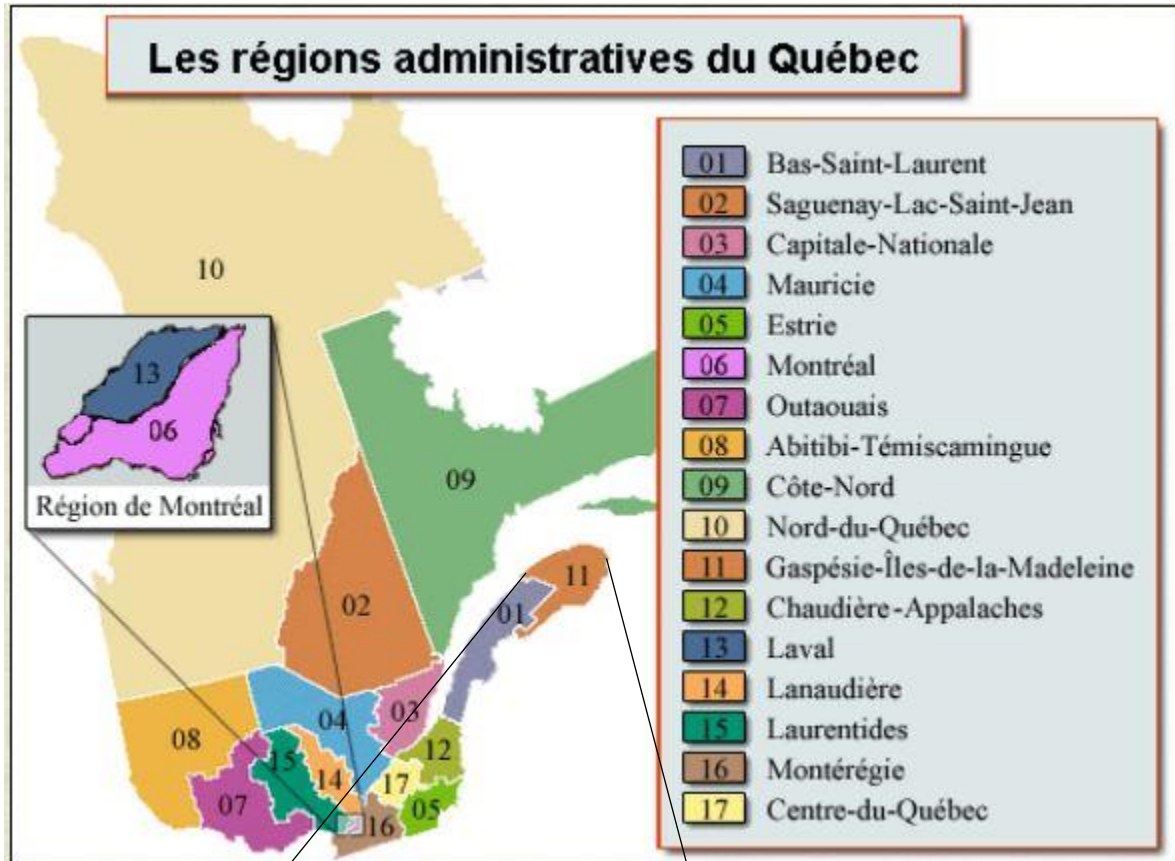 Les régions administratives du Québec
01 Bas-Saint-Laurent
02 Saguenay-Lac-Saint-Jean
03 Capitale-Nationale
04 Mauricie
05 Estrie
06 Montréal
07 Outaouais
08 Abitibi-Témiscamingue
09 Côte-Nord
10 Nord-du-Québec
11 Gaspésie-Îles-de-la-Madeleine
12 Chaudière-Appalaches
13 Laval
14 Lanaudière
15 Laurentides
16 Montérégie
17 Centre-du-Québec
10
13
06
Région de Montréal
09
11
02
01
03
04
08
12
15
14
17
07
05
16